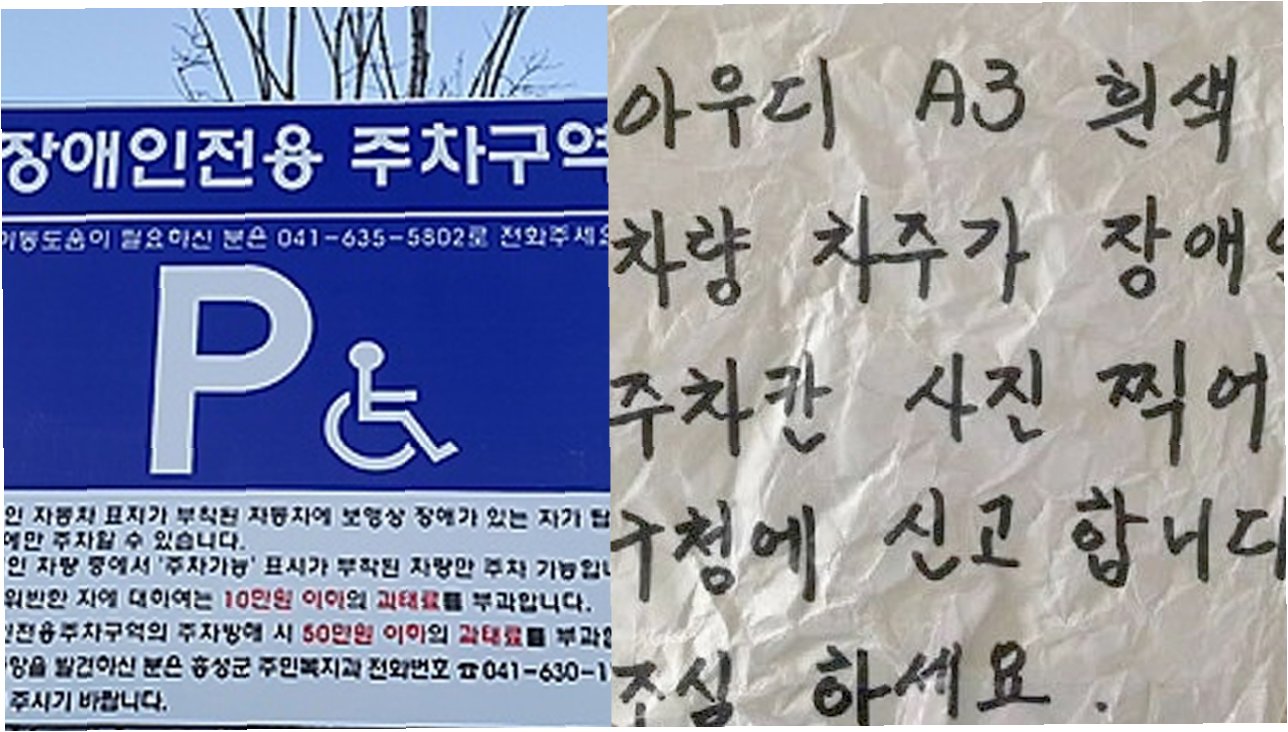 장애인전용 주차구역
이동도움이 필요하신 분은 041-635-5802로 전화주세요
P
인 자동차 표지가 부착된 자동차에 보행상 장애가 있는 자가 탑
에만 주차할 수 있습니다.
인 차량 중에서 '주차가능' 표시가 부착된 차량만 주차 가능입니
위반한 자에 대하여는 10만원 이하의 과태료를 부과합니다.
인전용주차구역의 주차방해 시 50만원 이하의 과태료를 부과합
발견하신 분은 홍성군 주민복지과 전화번호 ☎041-630-1
주시기 바랍니다.
아우디 A3 흰색
차량 차주가 장애인
주차칸 사진 찍어
구청에 신고 합니다
조심 하세요.